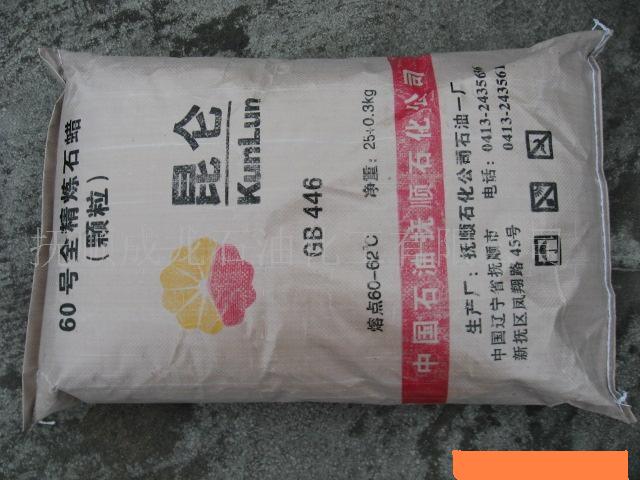 60号全精炼石蜡
（颗粒）
昆仑
KunLun
GB 446
熔点60-62℃ 净重：25±0.3kg
中国石油抚顺石化公司
生产厂：抚顺石化公司石油一厂
中国辽宁省抚顺市 电话：0413-243566
新抚区凤翔路45号 0413-243561